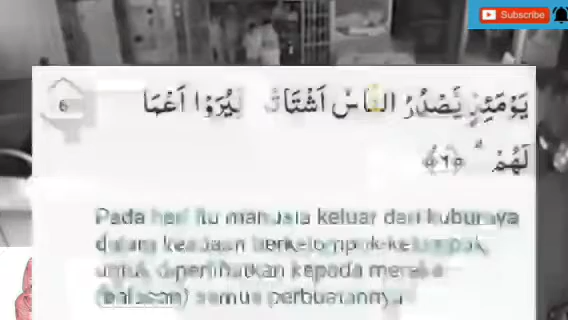 Subscribe
6
يَوْمَئِذٍ يَّصْدُرُ النَّاسُ اَشْتَاتًا لِّيُرَوْا اَعْمَا
لَهُمْ ۗ ﴿٦﴾
Pada hari itu manusia keluar dari kuburnya
dalam keadaan berkelompok-kelompok,
untuk diperlihatkan kepada mereka
(balasan) semua perbuatannya